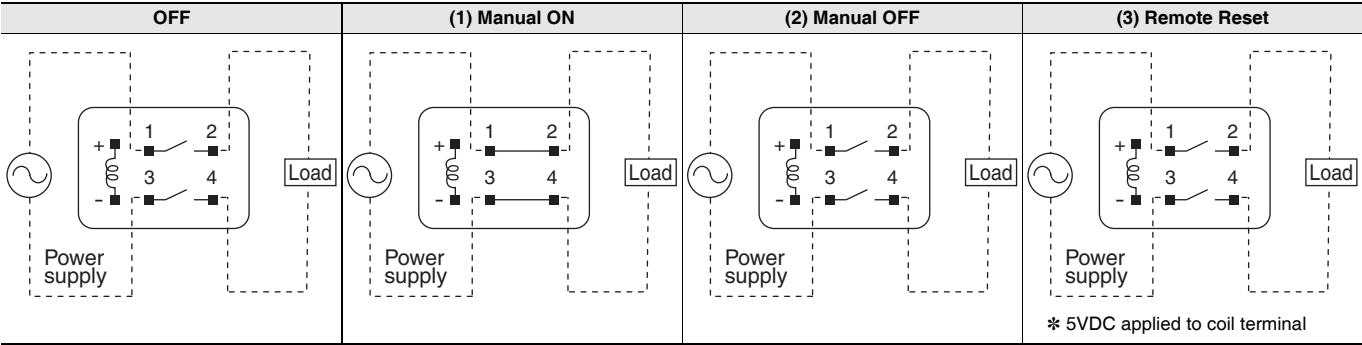 OFF
(1) Manual ON
(2) Manual OFF
(3) Remote Reset
+ 1 2
3 4
-
Load
Power
supply
+ 1 2
3 4
-
Load
Power
supply
+ 1 2
3 4
-
Load
Power
supply
+ 1 2
3 4
-
Load
Power
supply
✽ 5VDC applied to coil terminal